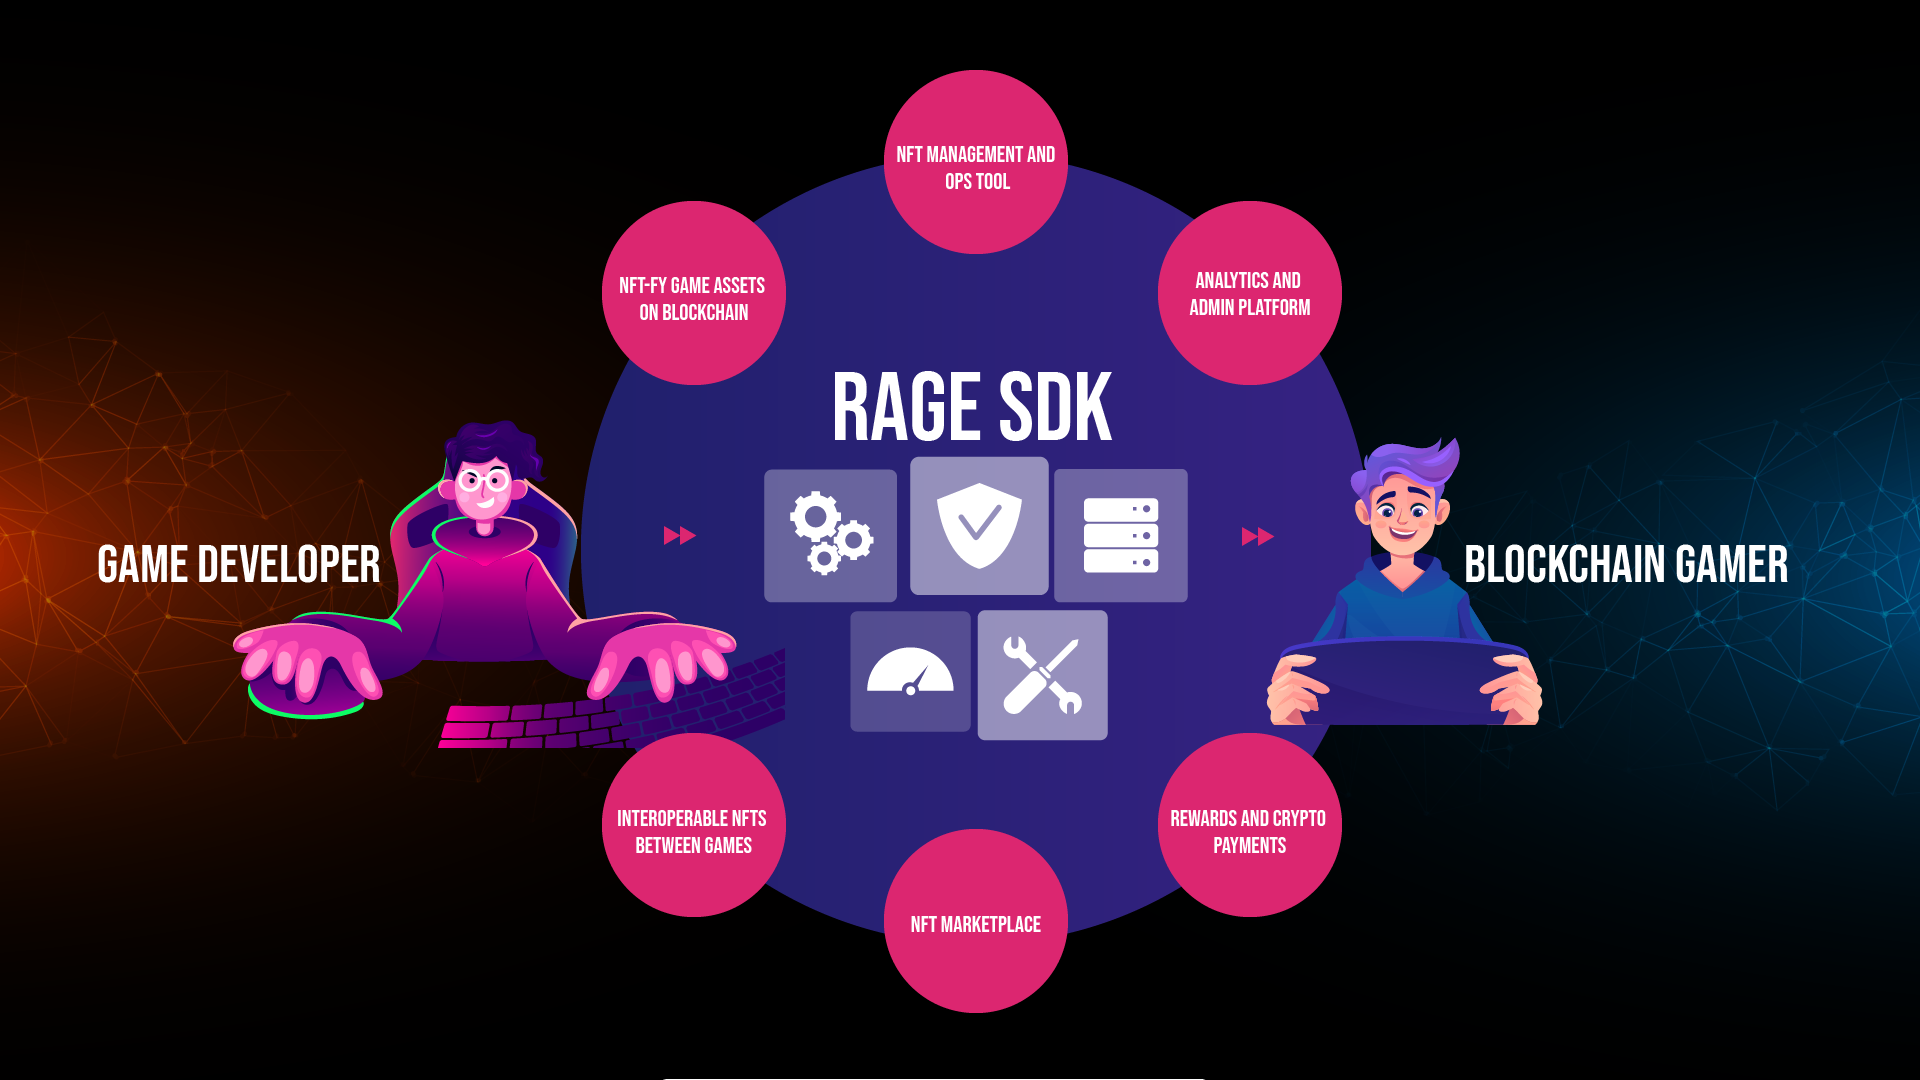 NFT MANAGEMENT AND
OPS TOOL
NFT-FY GAME ASSETS
ON BLOCKCHAIN
ANALYTICS AND
ADMIN PLATFORM
RAGE SDK
GAME DEVELOPER
BLOCKCHAIN GAMER
INTEROPERABLE NFTS
BETWEEN GAMES
REWARDS AND CRYPTO
PAYMENTS
NFT MARKETPLACE